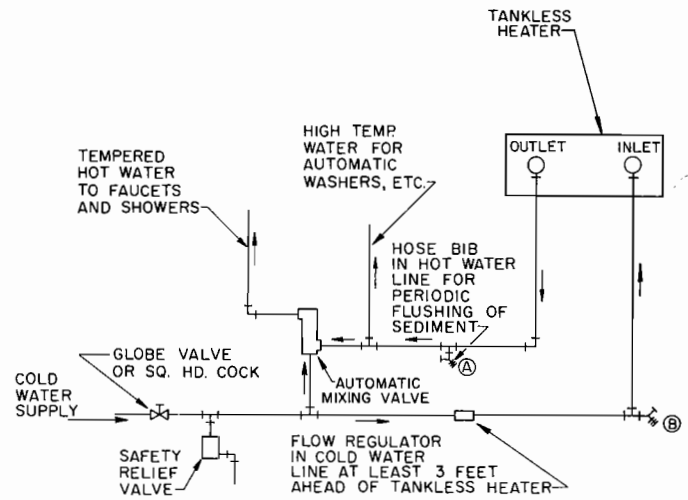 TANKLESS
HEATER
OUTLET
INLET
HIGH TEMP.
WATER FOR
AUTOMATIC
WASHERS, ETC.
TEMPERED
HOT WATER
TO FAUCETS
AND SHOWERS
HOSE BIB
IN HOT WATER
LINE FOR
PERIODIC
FLUSHING OF
SEDIMENT
A
GLOBE VALVE
OR SQ. HD. COCK
AUTOMATIC
MIXING VALVE
COLD
WATER
SUPPLY
B
SAFETY
RELIEF
VALVE
FLOW REGULATOR
IN COLD WATER
LINE AT LEAST 3 FEET
AHEAD OF TANKLESS HEATER